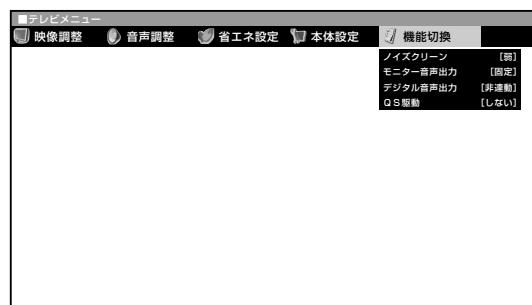 ■テレビメニュー
映像調整 音声調整 省エネ設定 本体設定 機能切換
ノイズクリーン [弱]
モニター音声出力 [固定]
デジタル音声出力 [非連動]
QS駆動 [しない]